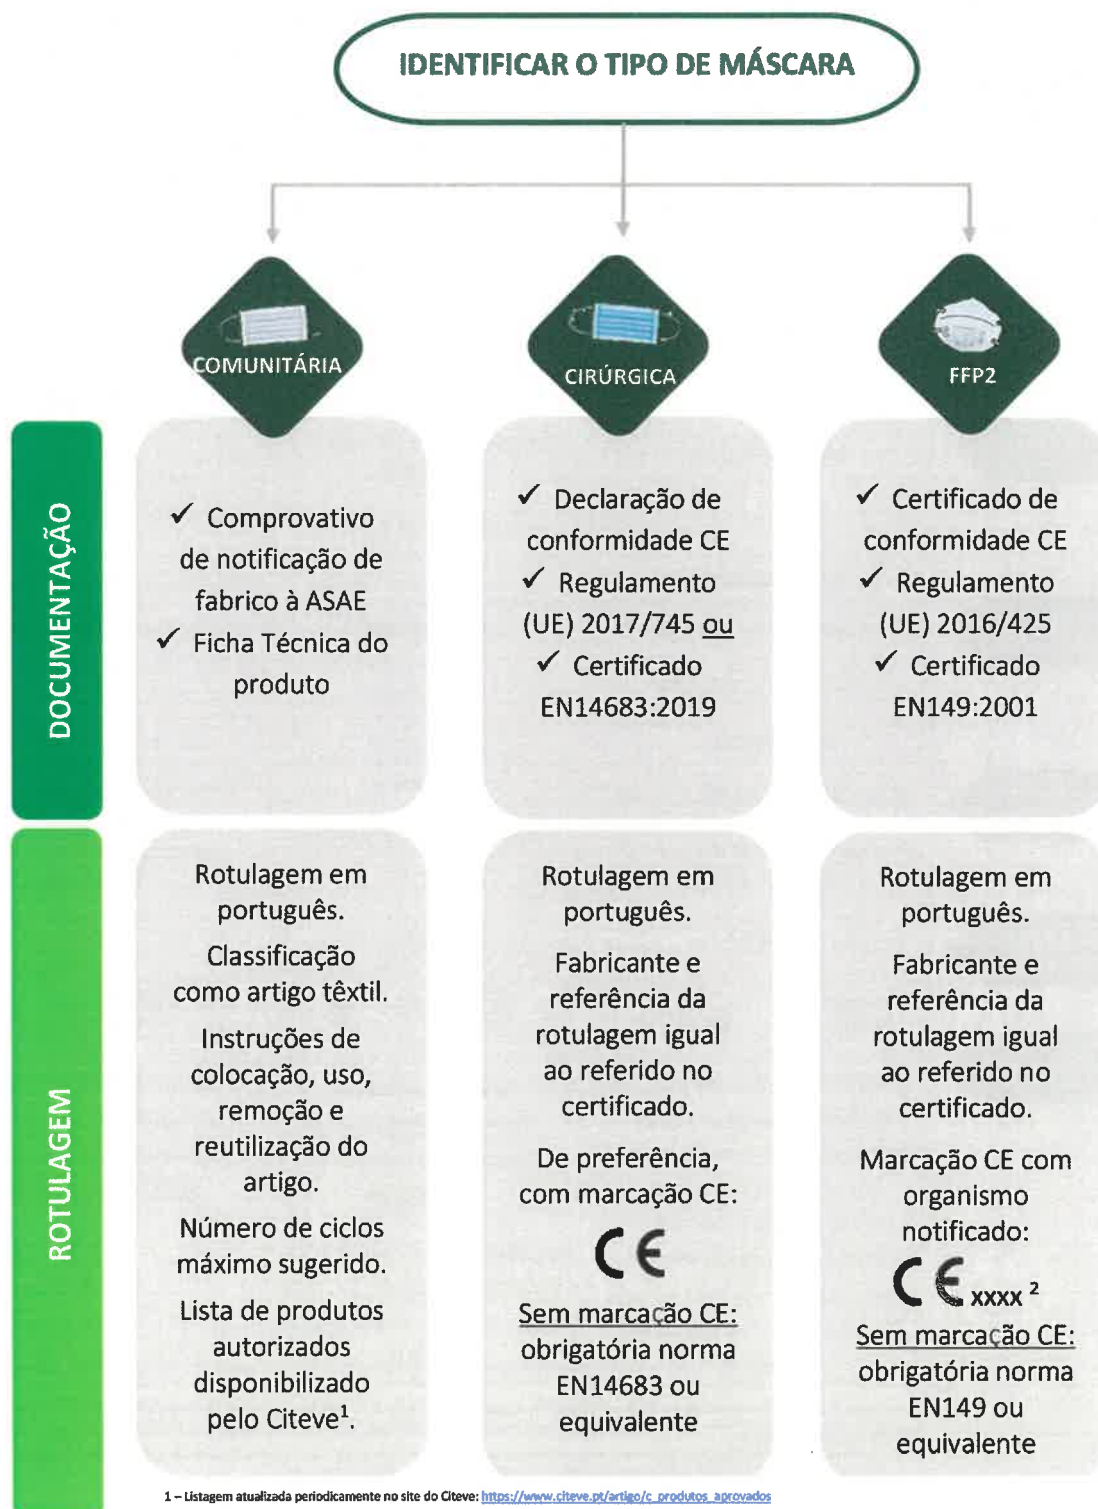 IDENTIFICAR O TIPO DE MÁSCARA
COMUNITÁRIA
CIRÚRGICA
FFP2
DOCUMENTAÇÃO
✓ Comprovativo
de notificação de
fabrico à ASAE
✓ Ficha Técnica do
produto
✓ Declaração de
conformidade CE
✓ Regulamento
(UE) 2017/745 ou
✓ Certificado
EN14683:2019
✓ Certificado de
conformidade CE
✓ Regulamento
(UE) 2016/425
✓ Certificado
EN149:2001
ROTULAGEM
Rotulagem em
português.
Classificação
como artigo têxtil.
Instruções de
colocação, uso,
remoção e
reutilização do
artigo.
Número de ciclos
máximo sugerido.
Lista de produtos
autorizados
disponibilizado
pelo Citeve¹.
Rotulagem em
português.
Fabricante e
referência da
rotulagem igual
ao referido no
certificado.
De preferência,
com marcação CE:
CE
Sem marcação CE:
obrigatória norma
EN14683 ou
equivalente
Rotulagem em
português.
Fabricante e
referência da
rotulagem igual
ao referido no
certificado.
Marcação CE com
organismo
notificado:
CE xxxx ²
Sem marcação CE:
obrigatória norma
EN149 ou
equivalente
1 – Listagem atualizada periodicamente no site do Citeve: https://www.citeve.pt/artigo/c_produtos_aprovados